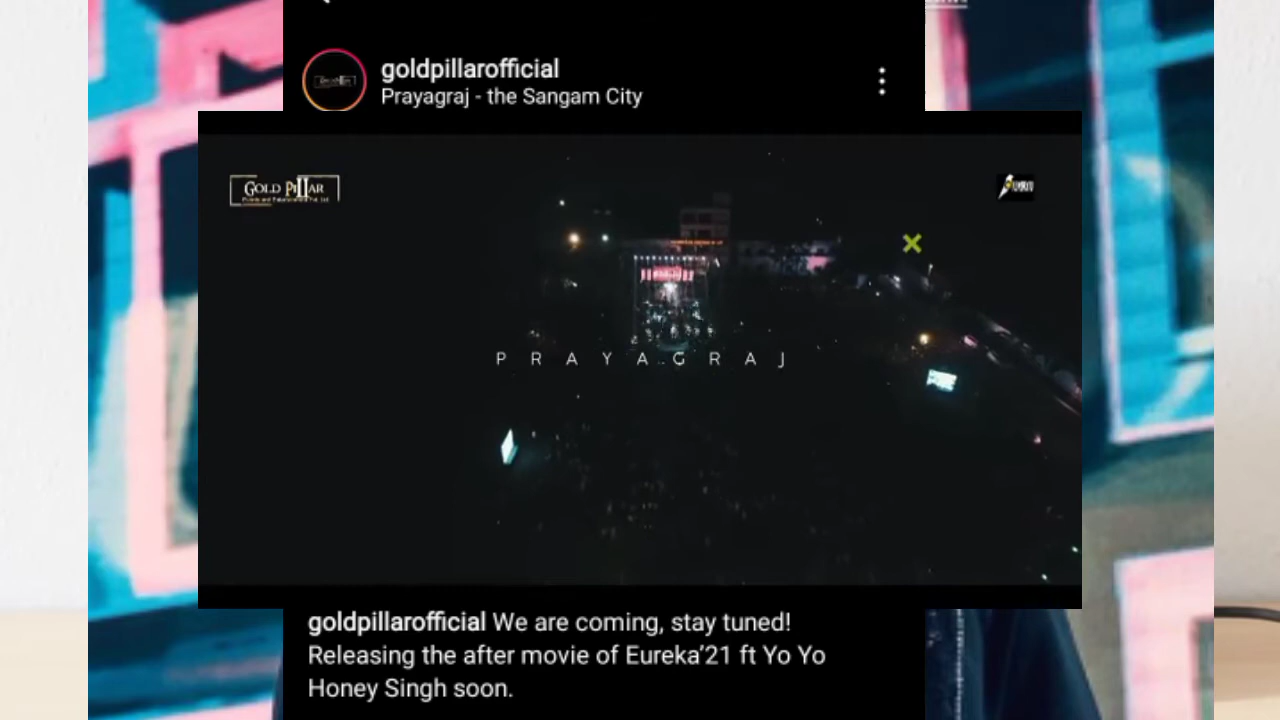 goldpillarofficial
Prayagraj - the Sangam City
GOLD PILLAR
PRAYAGRAJ
goldpillarofficial We are coming, stay tuned!
Releasing the after movie of Eureka'21 ft Yo Yo
Honey Singh soon.